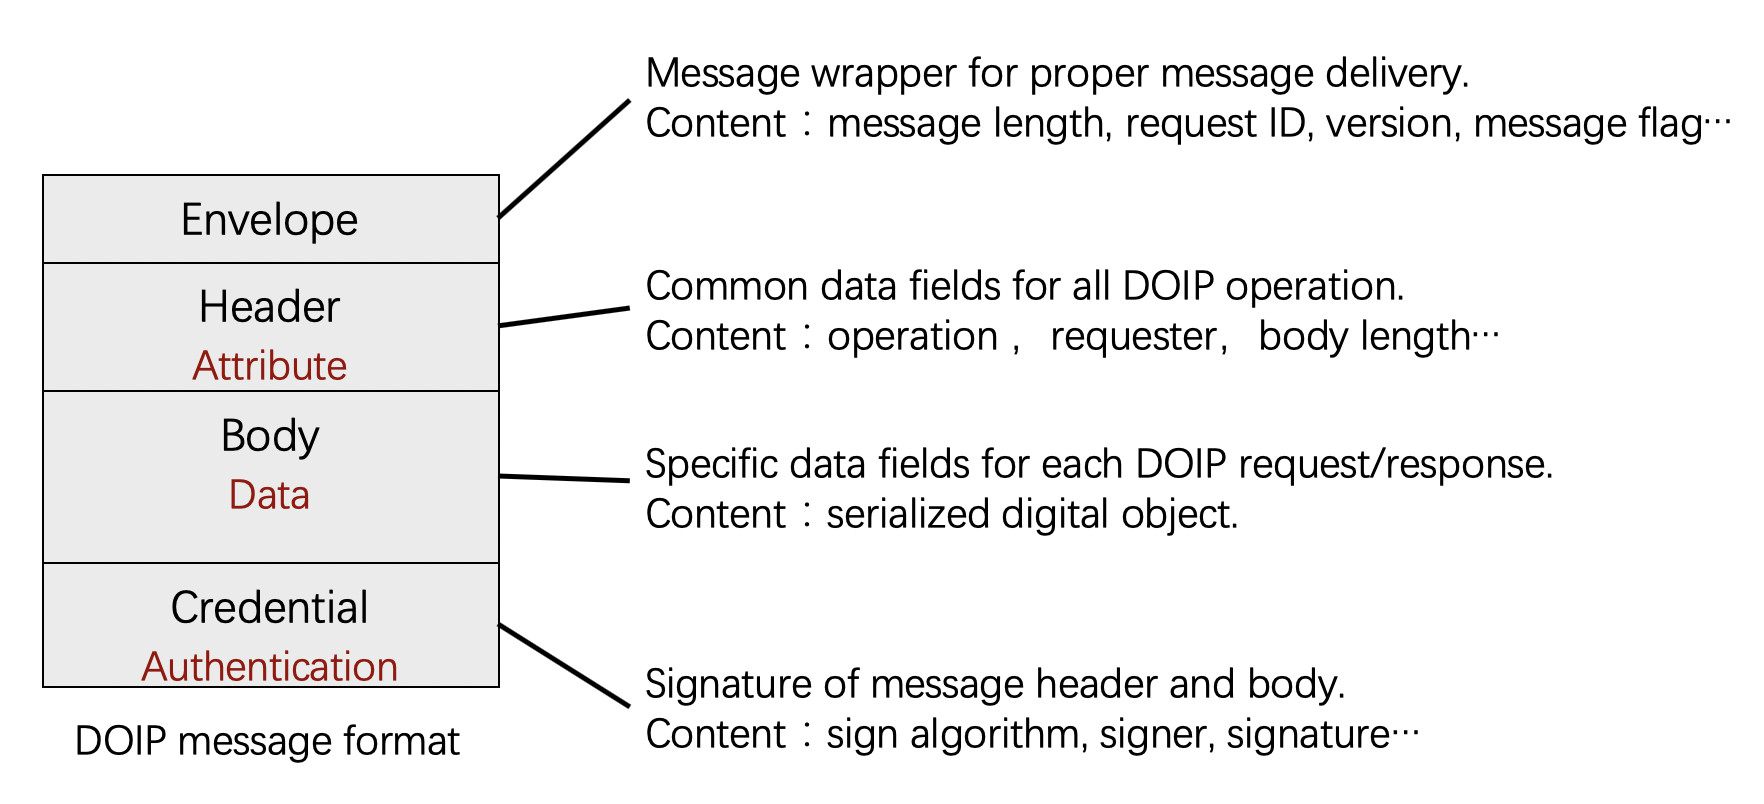 Message wrapper for proper message delivery.
Content：message length, request ID, version, message flag…
Envelope
Header
Attribute
Common data fields for all DOIP operation.
Content：operation， requester， body length…
Body
Data
Specific data fields for each DOIP request/response.
Content：serialized digital object.
Credential
Authentication
Signature of message header and body.
Content：sign algorithm, signer, signature…
DOIP message format